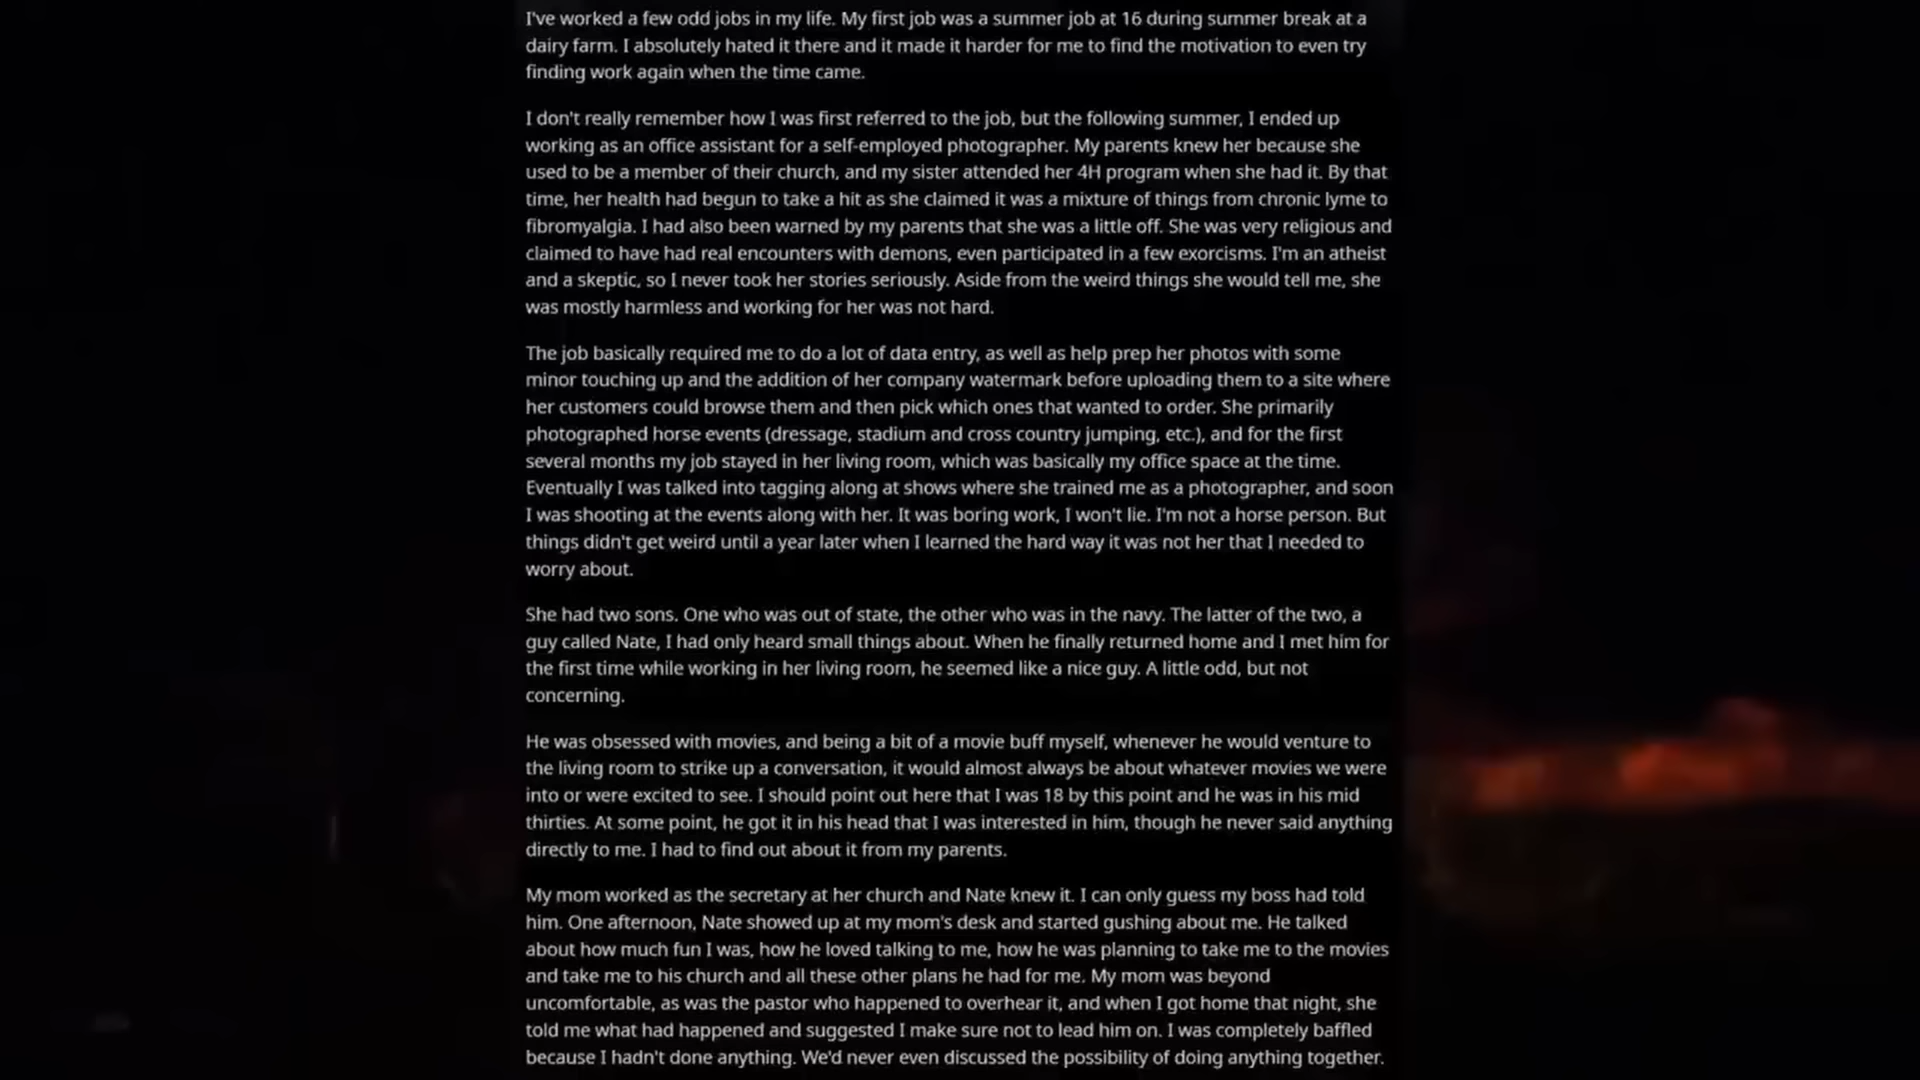 I've worked a few odd jobs in my life. My first job was a summer job at 16 during summer break at a
dairy farm. I absolutely hated it there and it made it harder for me to find the motivation to even try
finding work again when the time came.
I don't really remember how I was first referred to the job, but the following summer, I ended up
working as an office assistant for a self-employed photographer. My parents knew her because she
used to be a member of their church, and my sister attended her 4H program when she had it. By that
time, her health had begun to take a hit as she claimed it was a mixture of things from chronic lyme to
fibromyalgia. I had also been warned by my parents that she was a little off. She was very religious and
claimed to have had real encounters with demons, even participated in a few exorcisms. I'm an atheist
and a skeptic, so I never took her stories seriously. Aside from the weird things she would tell me, she
was mostly harmless and working for her was not hard.
The job basically required me to do a lot of data entry, as well as help prep her photos with some
minor touching up and the addition of her company watermark before uploading them to a site where
her customers could browse them and then pick which ones that wanted to order. She primarily
photographed horse events (dressage, stadium and cross country jumping, etc.), and for the first
several months my job stayed in her living room, which was basically my office space at the time.
Eventually I was talked into tagging along at shows where she trained me as a photographer, and soon
I was shooting at the events along with her. It was boring work, I won't lie. I'm not a horse person. But
things didn't get weird until a year later when I learned the hard way it was not her that I needed to
worry about.
She had two sons. One who was out of state, the other who was in the navy. The latter of the two, a
guy called Nate, I had only heard small things about. When he finally returned home and I met him for
the first time while working in her living room, he seemed like a nice guy. A little odd, but not
concerning.
He was obsessed with movies, and being a bit of a movie buff myself, whenever he would venture to
the living room to strike up a conversation, it would almost always be about whatever movies we were
into or were excited to see. I should point out here that I was 18 by this point and he was in his mid
thirties. At some point, he got it in his head that I was interested in him, though he never said anything
directly to me. I had to find out about it from my parents.
My mom worked as the secretary at her church and Nate knew it. I can only guess my boss had told
him. One afternoon, Nate showed up at my mom's desk and started gushing about me. He talked
about how much fun I was, how he loved talking to me, how he was planning to take me to the movies
and take me to his church and all these other plans he had for me. My mom was beyond
uncomfortable, as was the pastor who happened to overhear it, and when I got home that night, she
told me what had happened and suggested I make sure not to lead him on. I was completely baffled
because I hadn't done anything. We'd never even discussed the possibility of doing anything together.